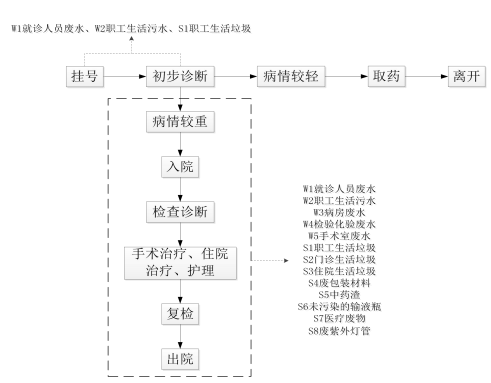 W1就诊人员废水、W2职工生活污水、S1职工生活垃圾
挂号
初步诊断
病情较轻
取药
离开
病情较重
入院
检查诊断
手术治疗、住院
治疗、护理
复检
出院
W1就诊人员废水
W2职工生活污水
W3病房废水
W4检验化验废水
W5手术室废水
S1职工生活垃圾
S2门诊生活垃圾
S3住院生活垃圾
S4废包装材料
S5中药渣
S6未污染的输液瓶
S7医疗废物
S8废紫外灯管